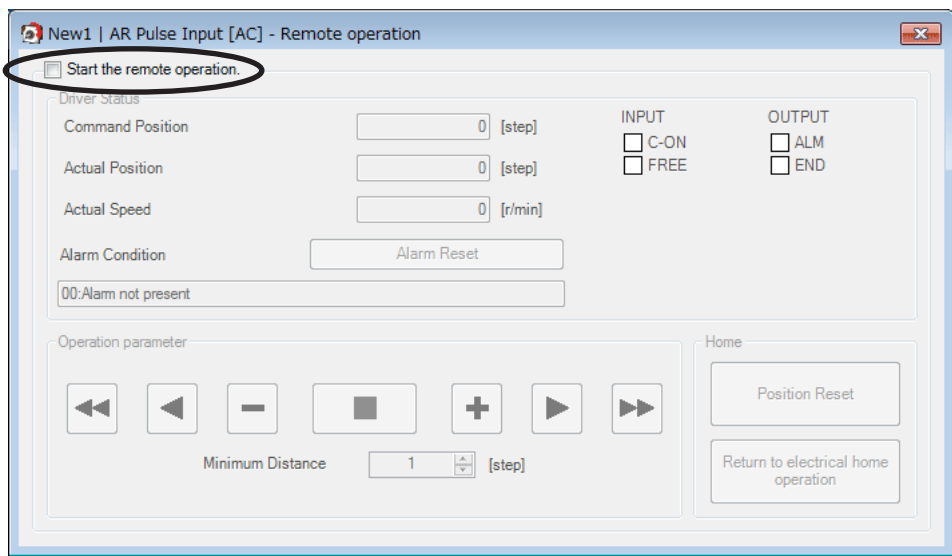 New1 | AR Pulse Input [AC] - Remote operation
Start the remote operation.
Driver Status
Command Position 0 [step]
Actual Position 0 [step]
Actual Speed 0 [r/min]
INPUT
C-ON
FREE
OUTPUT
ALM
END
Alarm Condition Alarm Reset
00:Alarm not present
Operation parameter
Minimum Distance 1 [step]
Home
Position Reset
Return to electrical home
operation